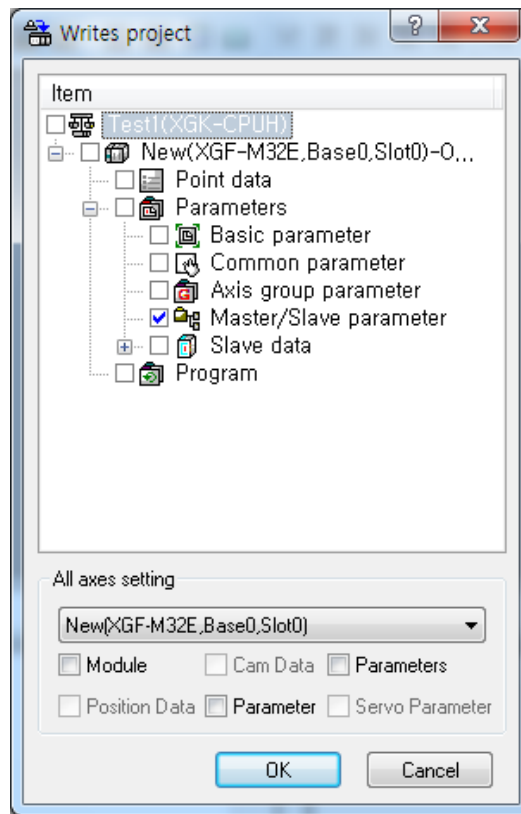 Writes project
Item
Test1(XGK-CPUH)
New(XGF-M32E,Base0,Slot0)-O...
Point data
Parameters
Basic parameter
Common parameter
Axis group parameter
Master/Slave parameter
Slave data
Program
All axes setting
New(XGF-M32E,Base0,Slot0)
Module Cam Data Parameters
Position Data Parameter Servo Parameter
OK Cancel